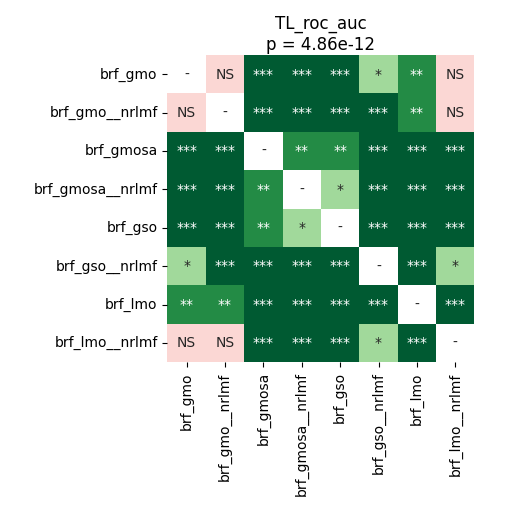 TL_roc_auc
p = 4.86e-12
brf_gmo - NS *** *** *** * ** NS
brf_gmo__nrlmf NS - *** *** *** *** ** NS
brf_gmosa *** *** - ** ** *** *** ***
brf_gmosa__nrlmf *** *** ** - * *** *** ***
brf_gso *** *** ** * - *** *** ***
brf_gso__nrlmf * *** *** *** *** - *** *
brf_lmo ** ** *** *** *** *** - ***
brf_lmo__nrlmf NS NS *** *** *** * *** -
brf_gmo
brf_gmo__nrlmf
brf_gmosa
brf_gmosa__nrlmf
brf_gso
brf_gso__nrlmf
brf_lmo
brf_lmo__nrlmf